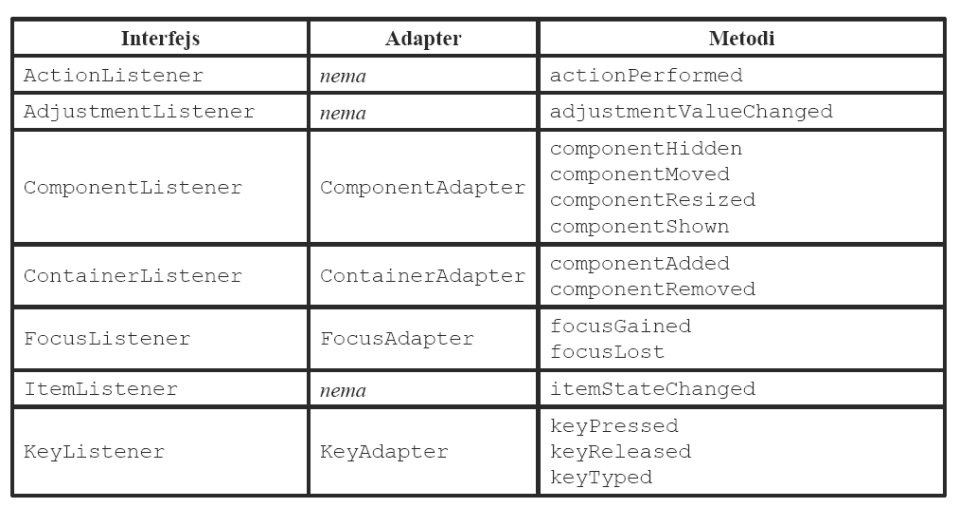 Interfejs Adapter Metodi
ActionListener nema actionPerformed
AdjustmentListener nema adjustmentValueChanged
ComponentListener ComponentAdapter componentHidden
componentMoved
componentResized
componentShown
ContainerListener ContainerAdapter componentAdded
componentRemoved
FocusListener FocusAdapter focusGained
focusLost
ItemListener nema itemStateChanged
KeyListener KeyAdapter keyPressed
keyReleased
keyTyped